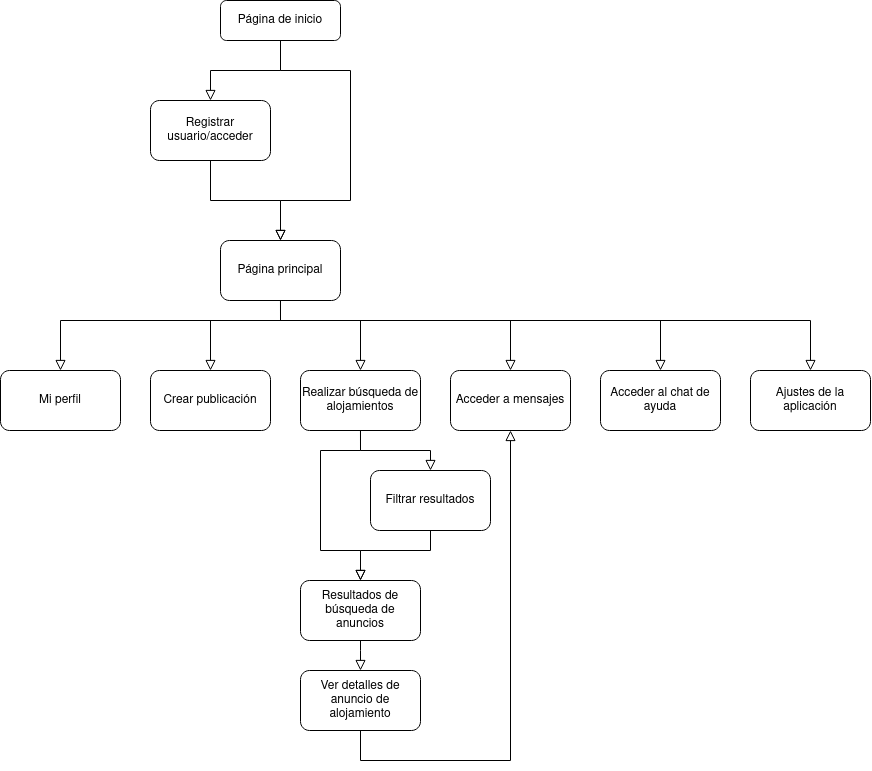 Página de inicio
Registrar
usuario/acceder
Página principal
Mi perfil
Crear publicación
Realizar búsqueda de
alojamientos
Acceder a mensajes
Acceder al chat de
ayuda
Ajustes de la
aplicación
Filtrar resultados
Resultados de
búsqueda de
anuncios
Ver detalles de
anuncio de
alojamiento